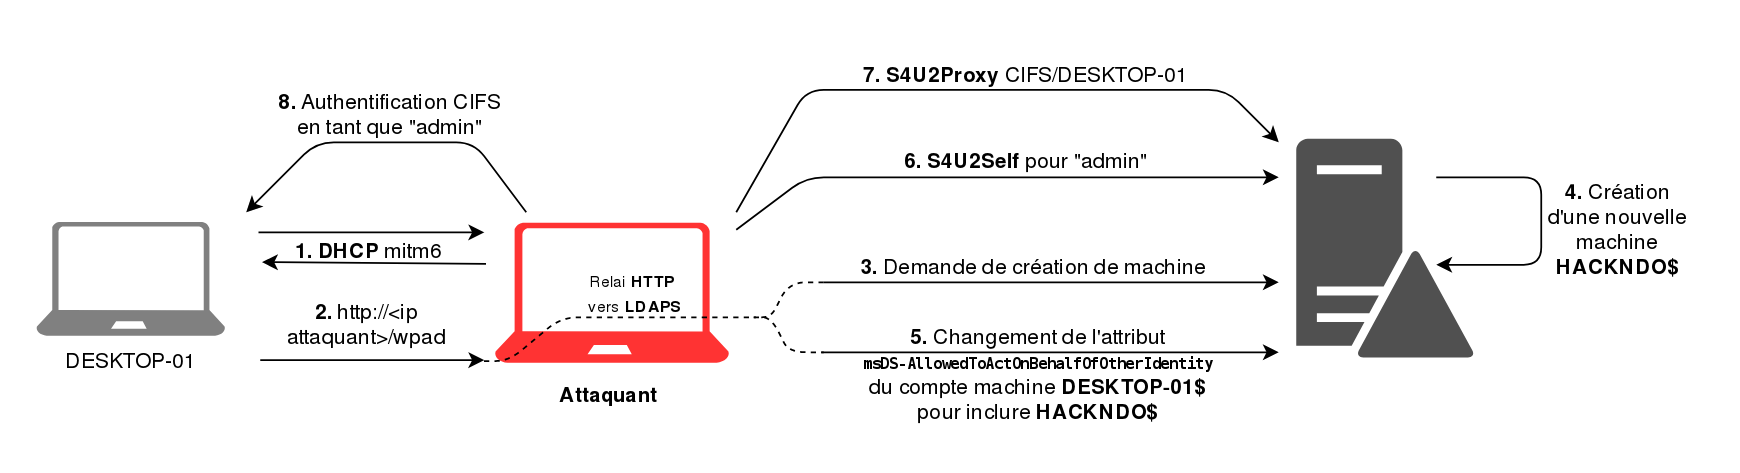 7. S4U2Proxy CIFS/DESKTOP-01
8. Authentification CIFS
en tant que "admin"
6. S4U2Self pour "admin"
4. Création
d'une nouvelle
machine
HACKNDO$
1. DHCP mitm6
3. Demande de création de machine
Relai HTTP
vers LDAPS
2. http://<ip
attaquant>/wpad
5. Changement de l'attribut
msDS-AllowedToActOnBehalfOfOtherIdentity
du compte machine DESKTOP-01$
pour inclure HACKNDO$
DESKTOP-01
Attaquant